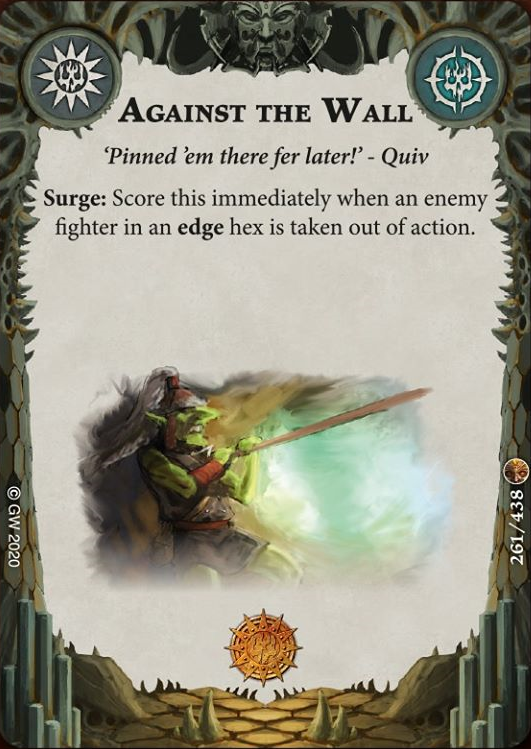 Against the Wall
‘Pinned ’em there fer later!’ - Quiv
Surge: Score this immediately when an enemy
fighter in an edge hex is taken out of action.
© GW 2020
261/438